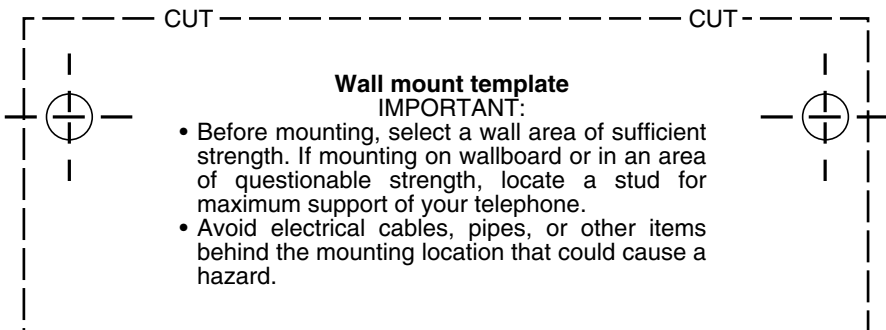 CUT CUT
Wall mount template
IMPORTANT:
• Before mounting, select a wall area of sufficient
strength. If mounting on wallboard or in an area
of questionable strength, locate a stud for
maximum support of your telephone.
• Avoid electrical cables, pipes, or other items
behind the mounting location that could cause a
hazard.